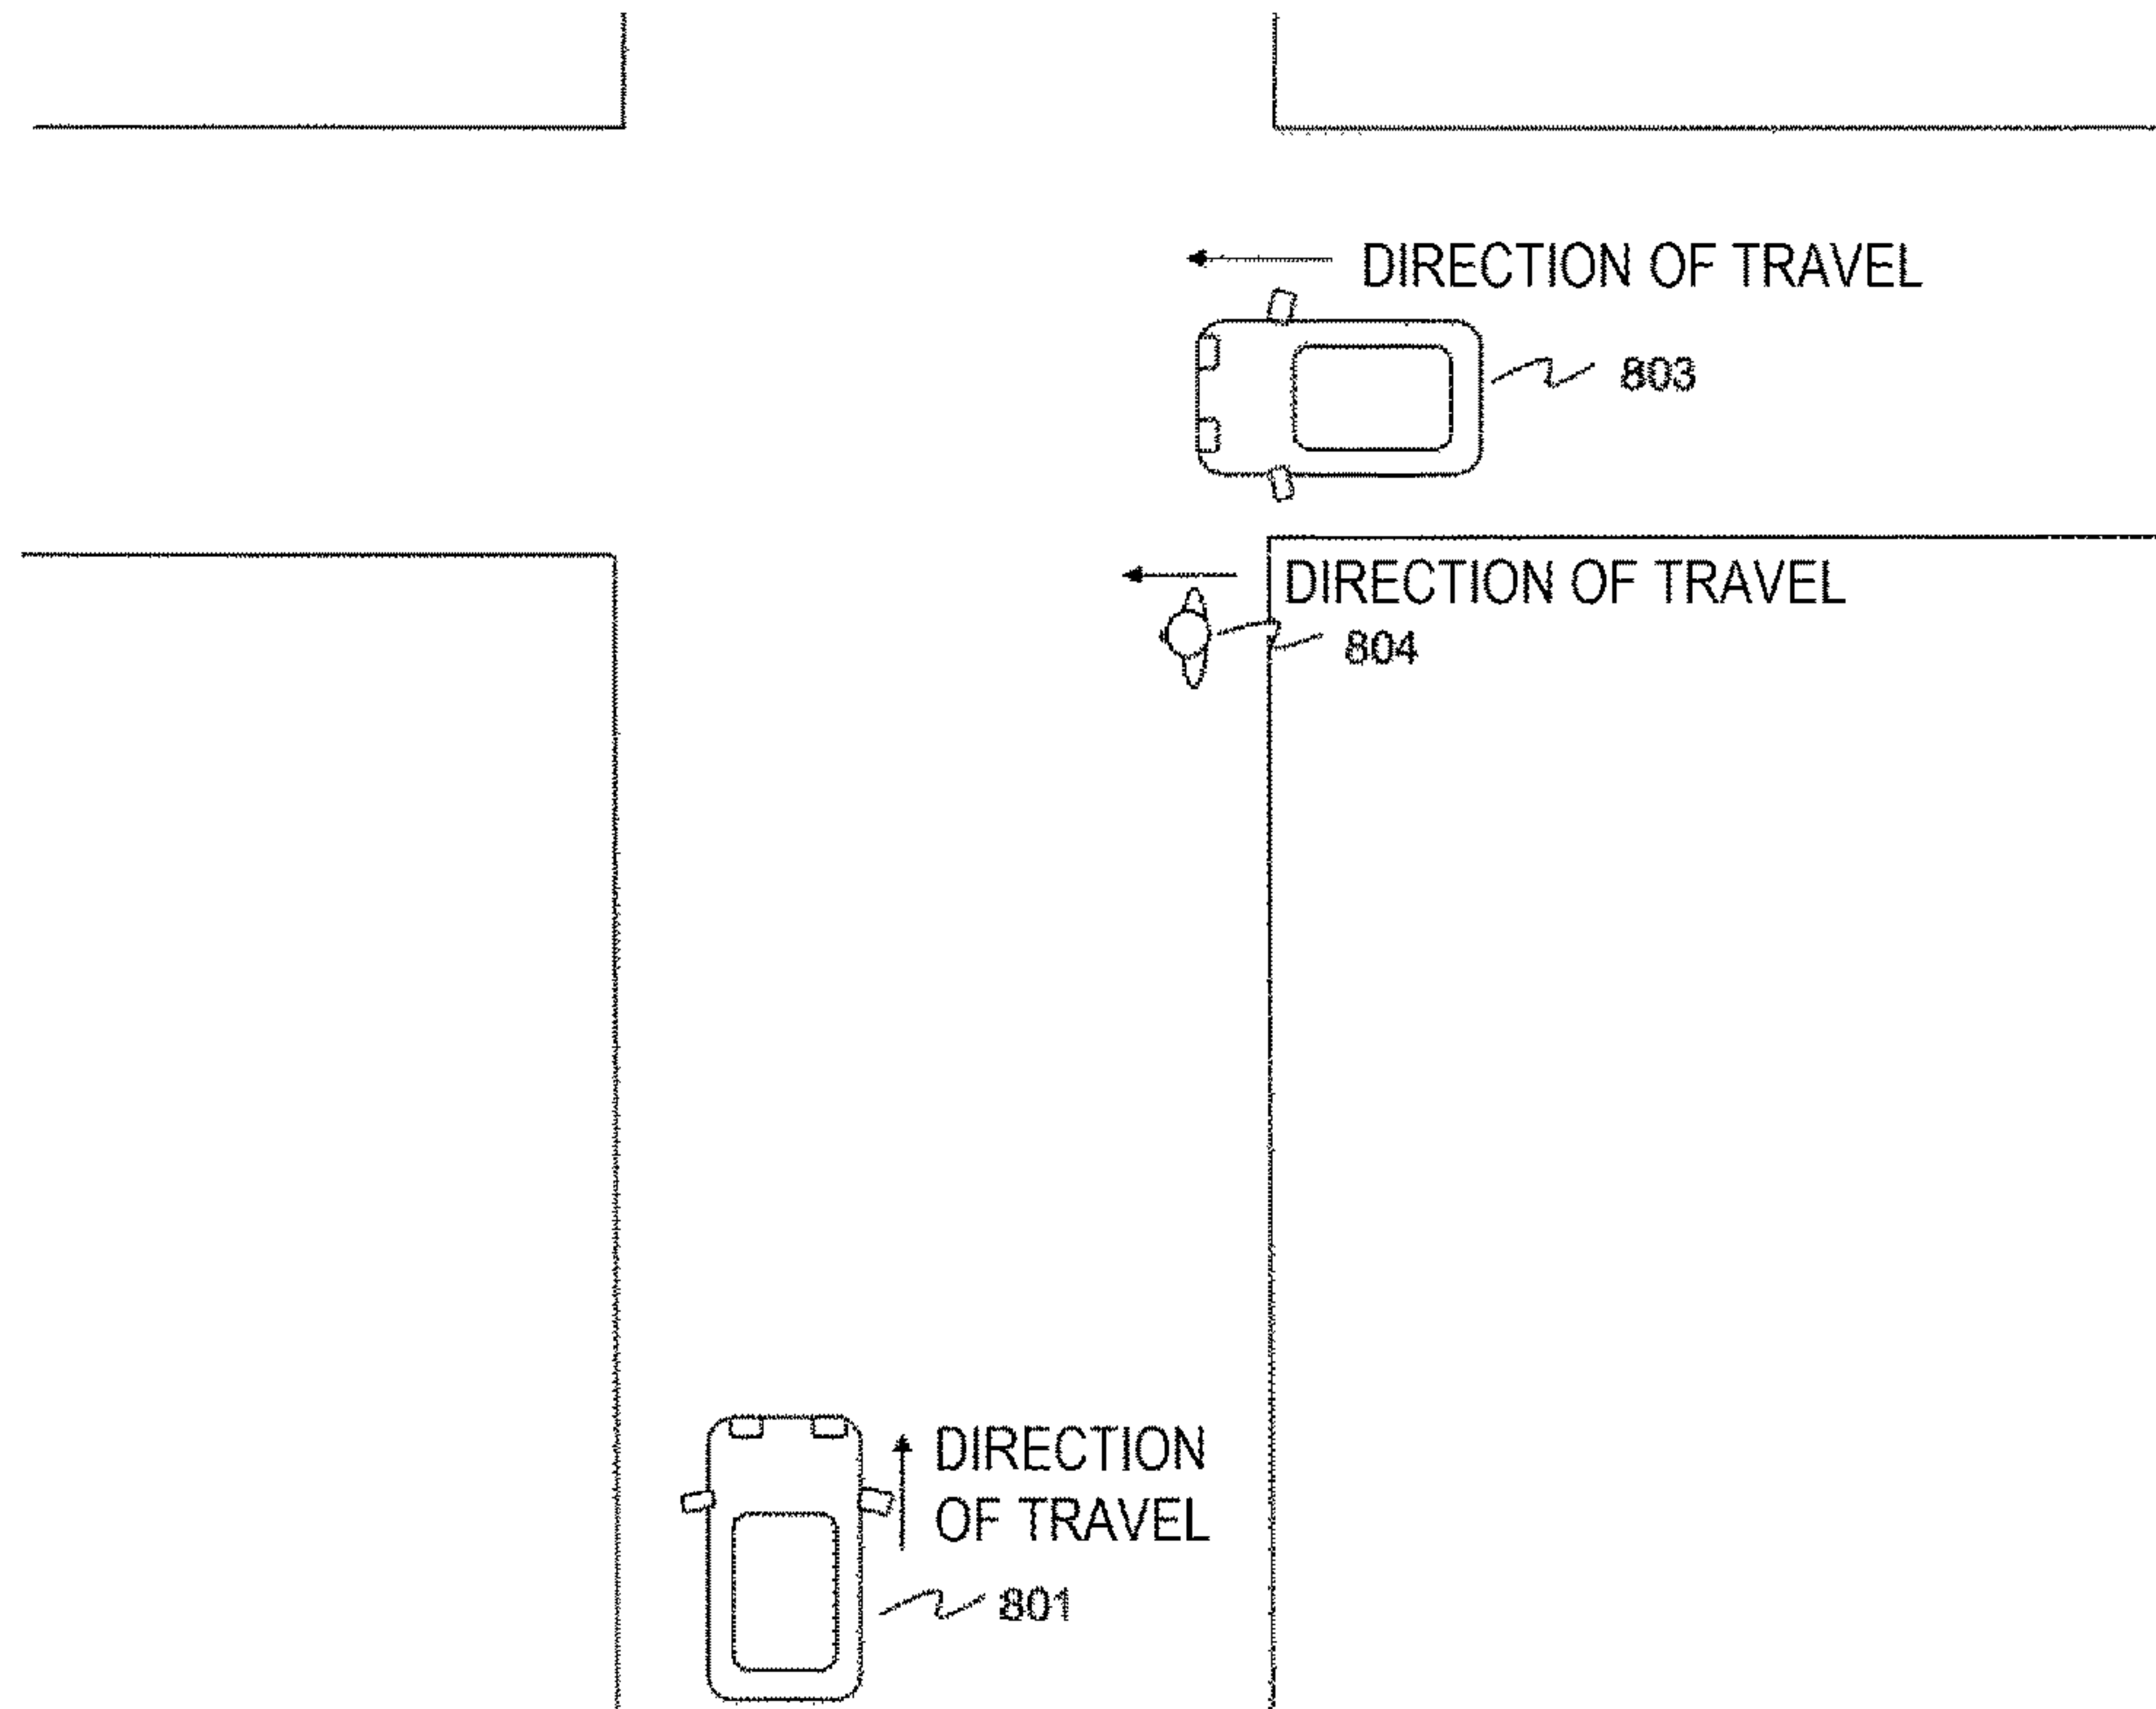 DIRECTION OF TRAVEL
803
DIRECTION OF TRAVEL
804
DIRECTION
OF TRAVEL
801